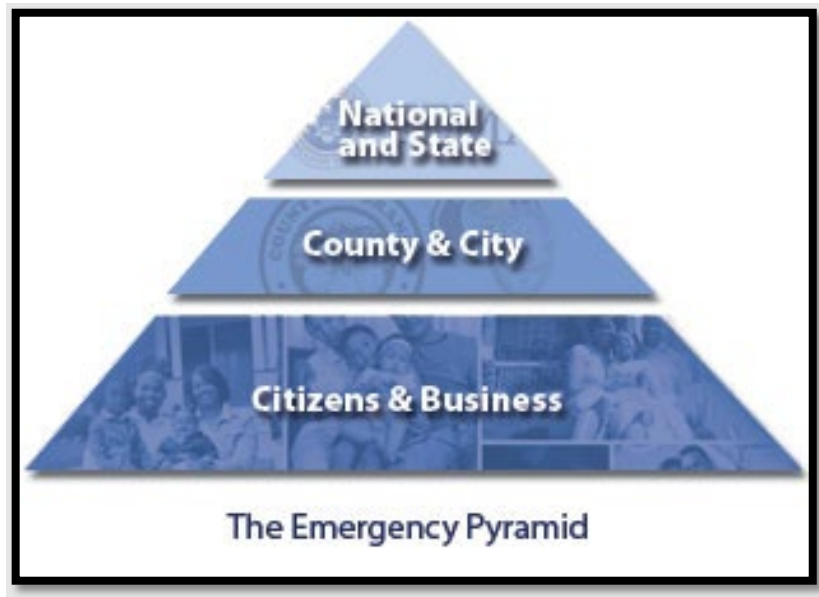 National
and State
County & City
Citizens & Business
The Emergency Pyramid